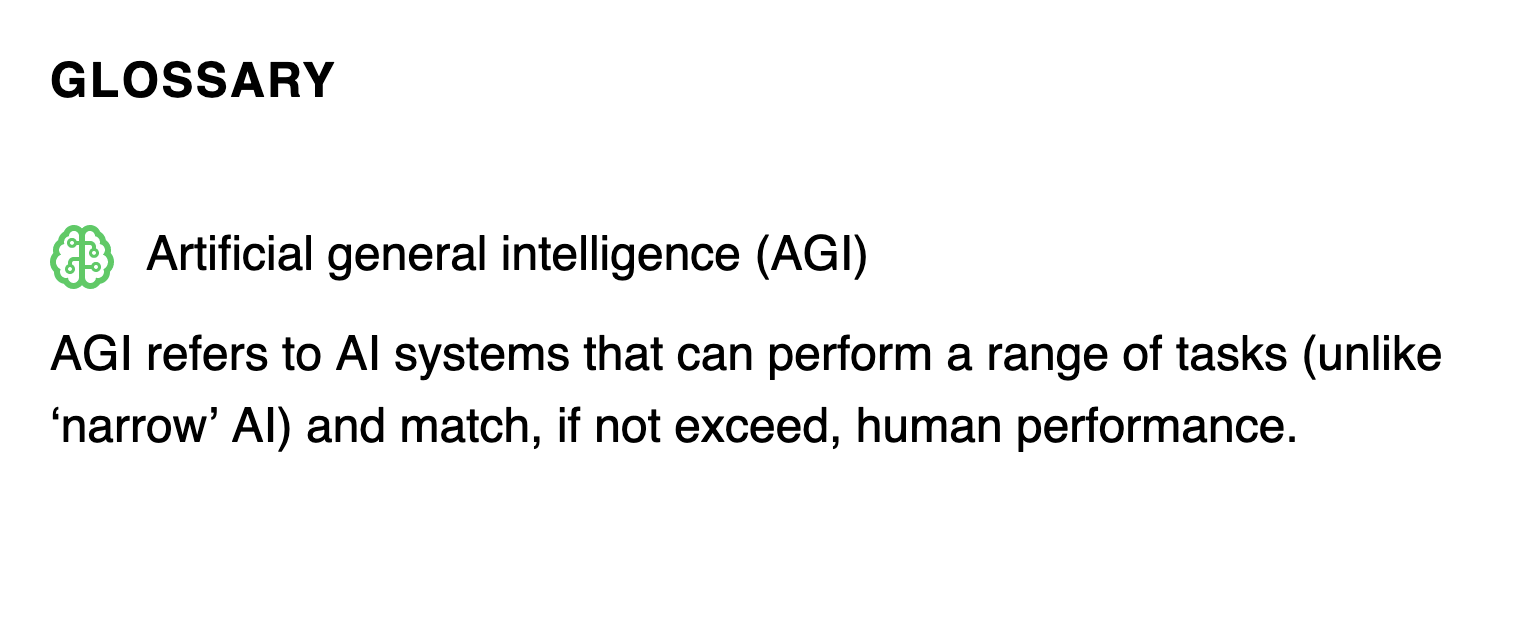 GLOSSARY
Artificial general intelligence (AGI)
AGI refers to AI systems that can perform a range of tasks (unlike
‘narrow’ AI) and match, if not exceed, human performance.